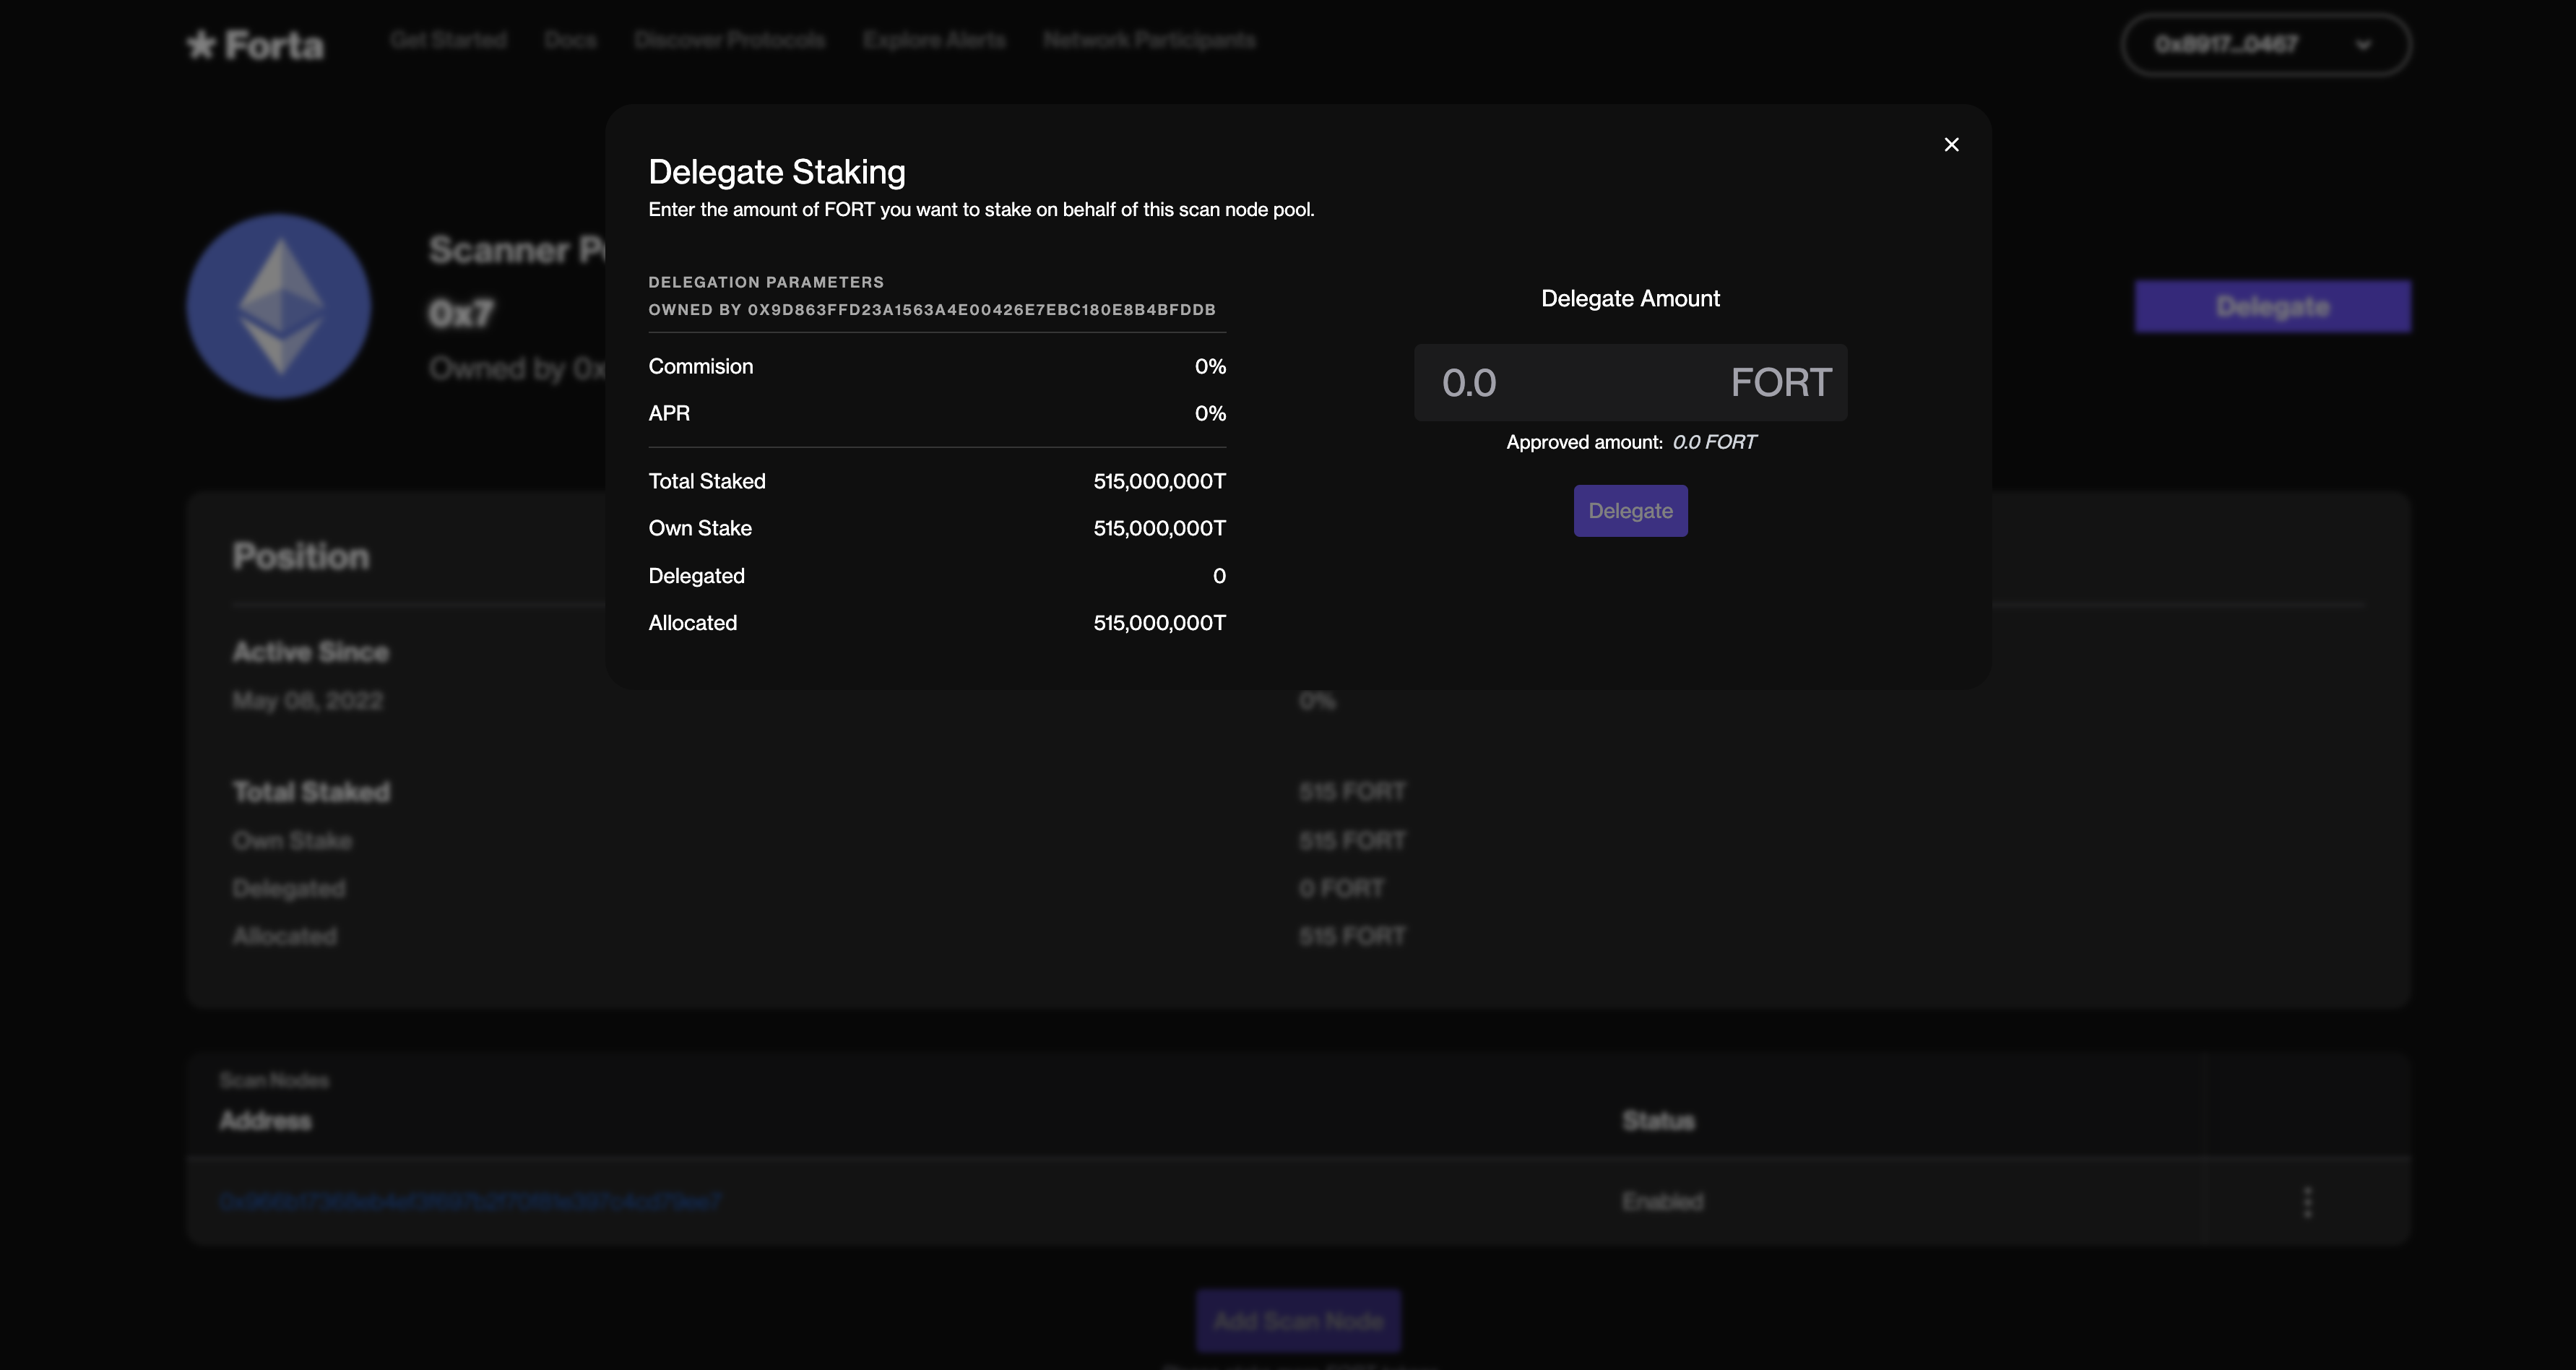 Forta
Get Started
Docs
Discover Protocols
Explore Alerts
Network Participants
0x8917...0467
Delegate Staking
Enter the amount of FORT you want to stake on behalf of this scan node pool.
DELEGATION PARAMETERS
OWNED BY 0X9D863FFD23A1563A4E00426E7EBC180E8B4BFDDB
Commision 0%
APR 0%
Total Staked 515,000,000T
Own Stake 515,000,000T
Delegated 0
Allocated 515,000,000T
Delegate Amount
0.0 FORT
Approved amount: 0.0 FORT
Delegate
Scanner
0x7
Owned by
Delegate
Position
Active Since
May 08, 2022
0%
Total Staked 515 FORT
Own Stake 515 FORT
Delegated 0 FORT
Allocated 515 FORT
Scan Nodes
Address Status
Enabled
Add Scan Node